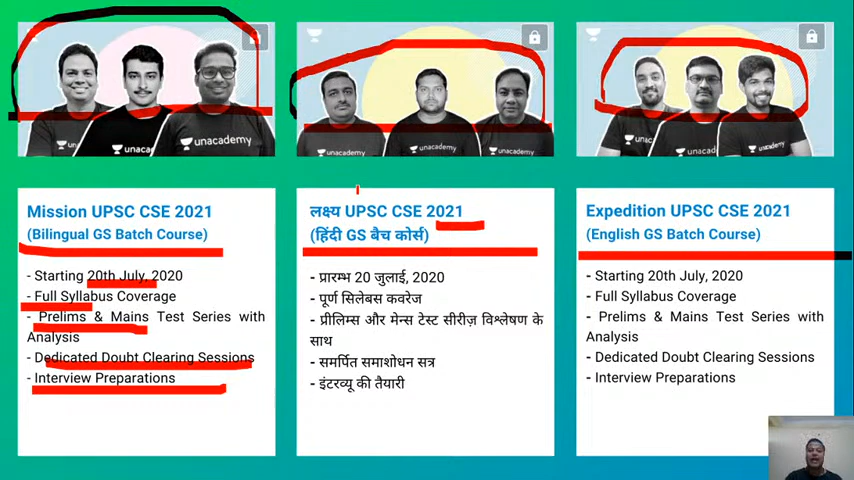 unacademy
unacademy
unacademy
unacademy
unacademy
unacademy
unacademy
unacademy
unacademy
Mission UPSC CSE 2021
(Bilingual GS Batch Course)
- Starting 20th July, 2020
- Full Syllabus Coverage
- Prelims & Mains Test Series with
Analysis
- Dedicated Doubt Clearing Sessions
- Interview Preparations
लक्ष्य UPSC CSE 2021
(हिंदी GS बैच कोर्स)
- प्रारम्भ 20 जुलाई, 2020
- पूर्ण सिलेबस कवरेज
- प्रीलिम्स और मेन्स टेस्ट सीरीज़ विश्लेषण के
साथ
- समर्पित समाशोधन सत्र
- इंटरव्यू की तैयारी
Expedition UPSC CSE 2021
(English GS Batch Course)
- Starting 20th July, 2020
- Full Syllabus Coverage
- Prelims & Mains Test Series with
Analysis
- Dedicated Doubt Clearing Sessions
- Interview Preparations